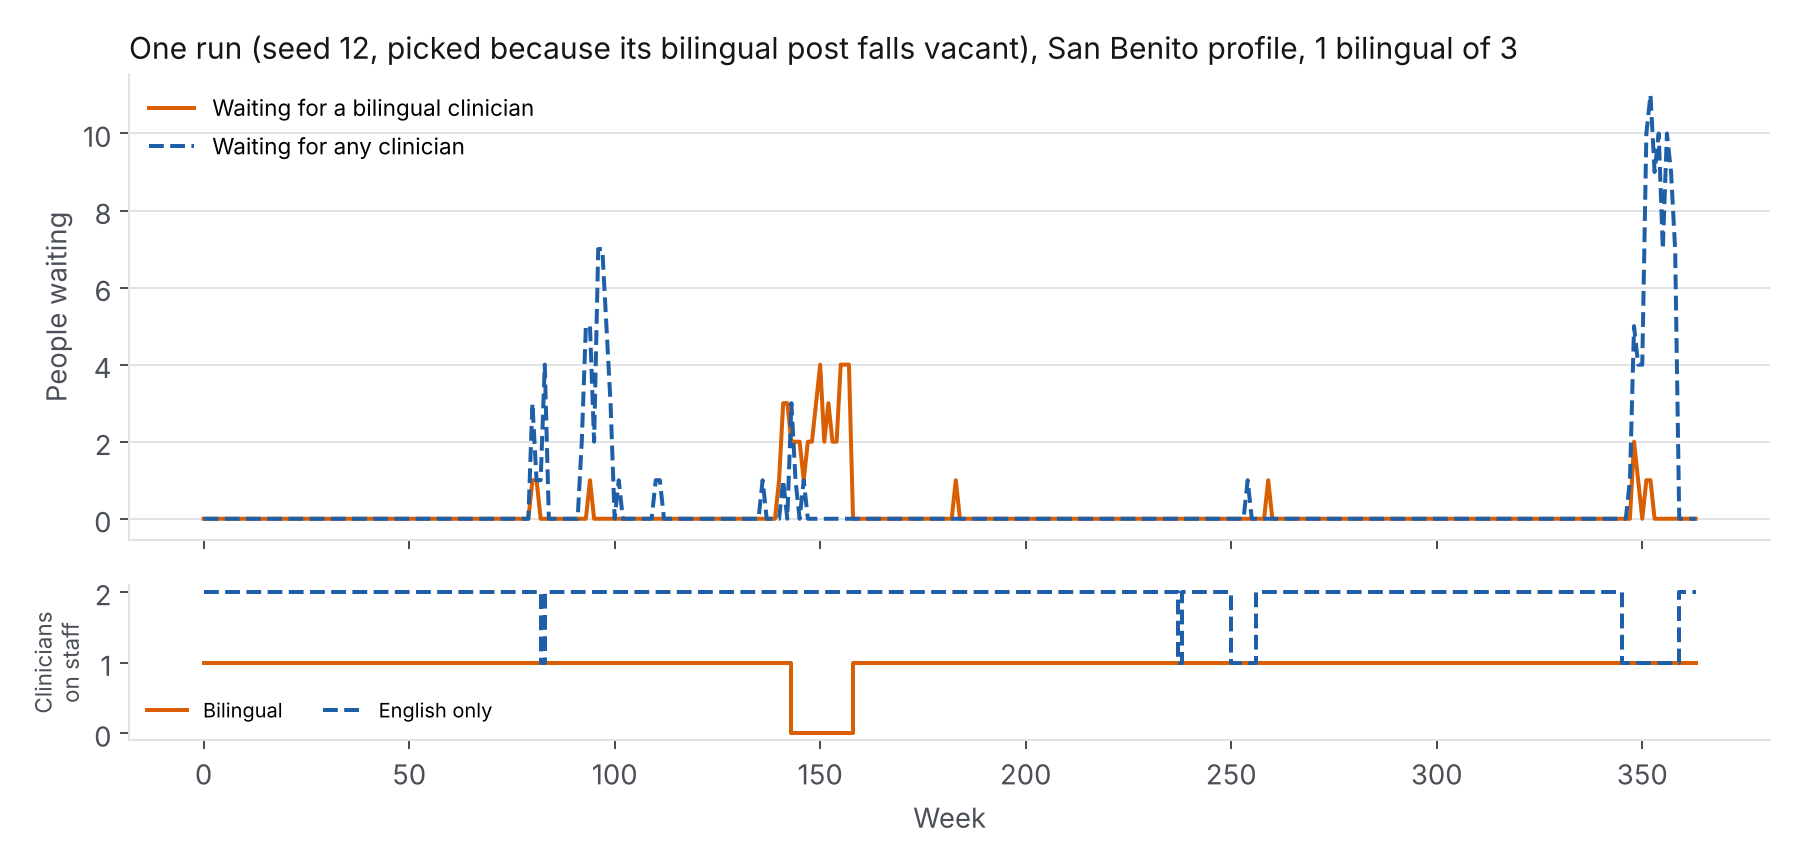 One run (seed 12, picked because its bilingual post falls vacant), San Benito profile, 1 bilingual of 3
Waiting for a bilingual clinician
Waiting for any clinician
People waiting
10
8
6
4
2
0
Clinicians
on staff
2
1
0
Bilingual
English only
0
50
100
150
200
250
300
350
Week